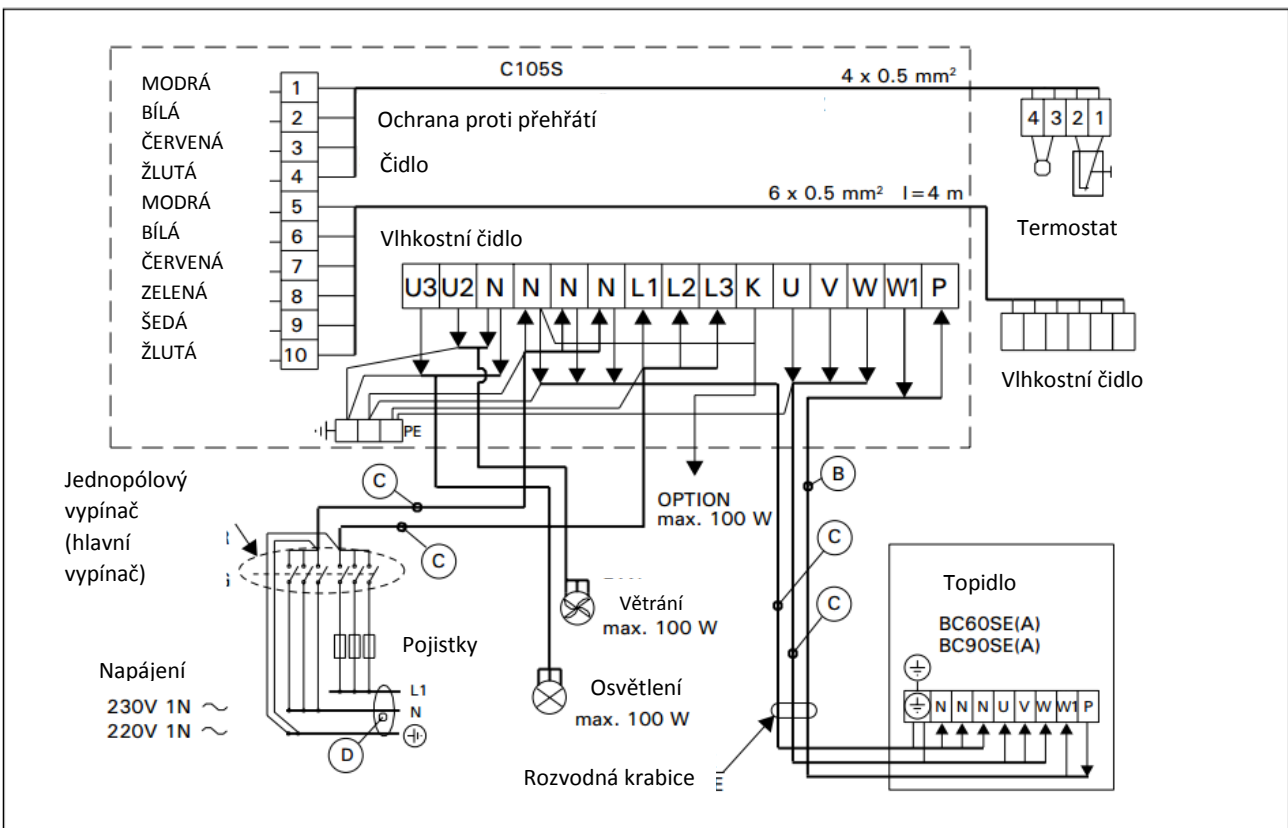 C105S
4 x 0.5 mm²
MODRÁ 1
BÍLÁ 2
ČERVENÁ 3
ŽLUTÁ 4
MODRÁ 5
BÍLÁ 6
ČERVENÁ 7
ZELENÁ 8
ŠEDÁ 9
ŽLUTÁ 10
Ochrana proti přehřátí
Čidlo
4 3 2 1
Termostat
6 x 0.5 mm² l = 4 m
Vlhkostní čidlo
U3 U2 N N N N L1 L2 L3 K U V W W1 P
Vlhkostní čidlo
PE
Jednopólový
vypínač
(hlavní
vypínač)
C
C
B
C
C
OPTION
max. 100 W
Větrání
max. 100 W
Osvětlení
max. 100 W
Pojistky
Napájení
230V 1N ~
220V 1N ~
L1
N
D
Rozvodná krabice E
Topidlo
BC60SE(A)
BC90SE(A)
N N N U V W W1 P